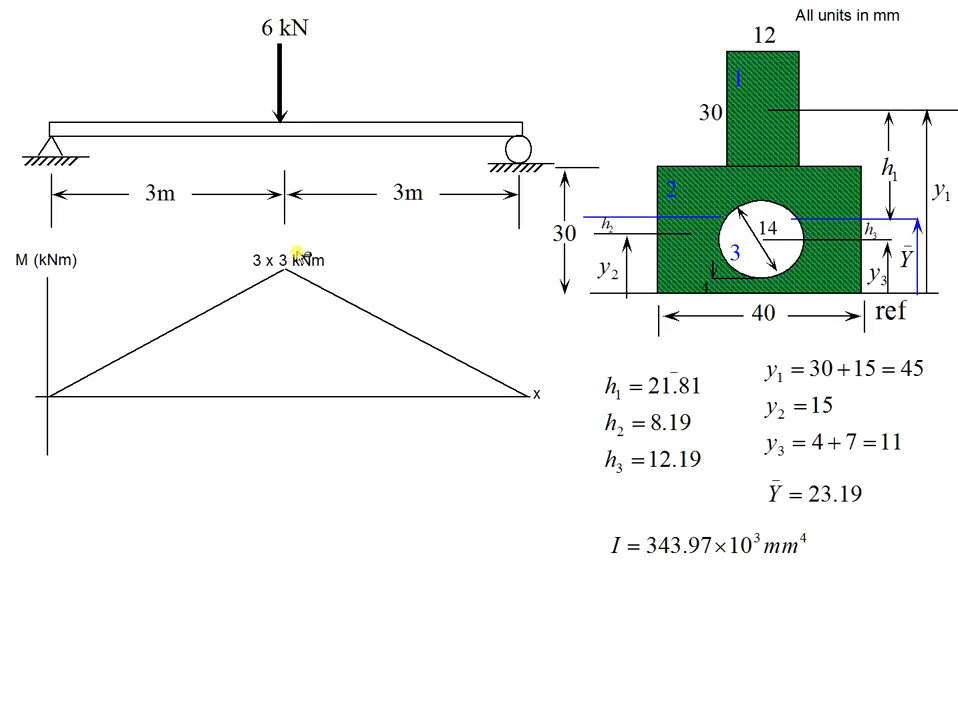 All units in mm
6 kN
12
1
30
h₁
y₁
3m
3m
2
30
h₂
14
h₃
3
Ȳ
y₂
y₃
4
40
ref
M (kNm)
3 x 3 kNm
x
h₁ = 21.81
h₂ = 8.19
h₃ = 12.19
y₁ = 30 + 15 = 45
y₂ = 15
y₃ = 4 + 7 = 11
Ȳ = 23.19
I = 343.97 × 10³ mm⁴